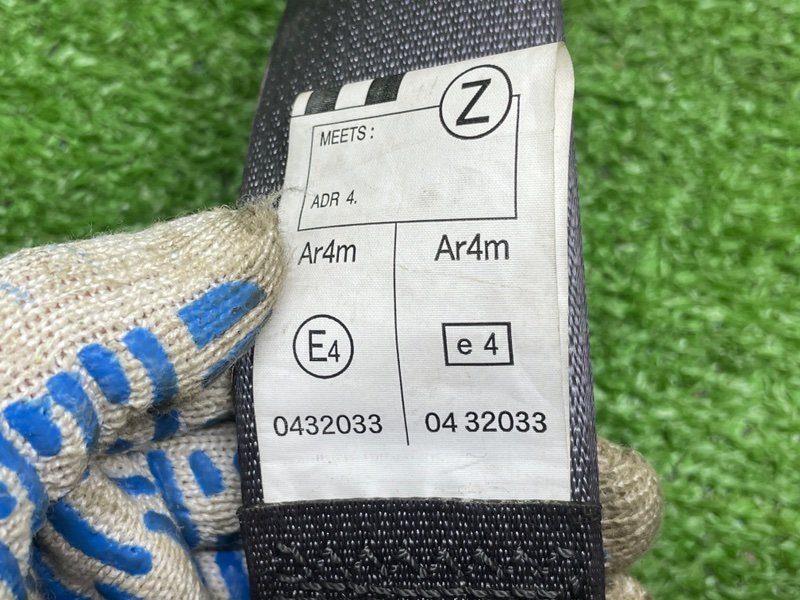 Z
MEETS :
ADR 4.
Ar4m Ar4m
E4 e 4
0432033 04 32033